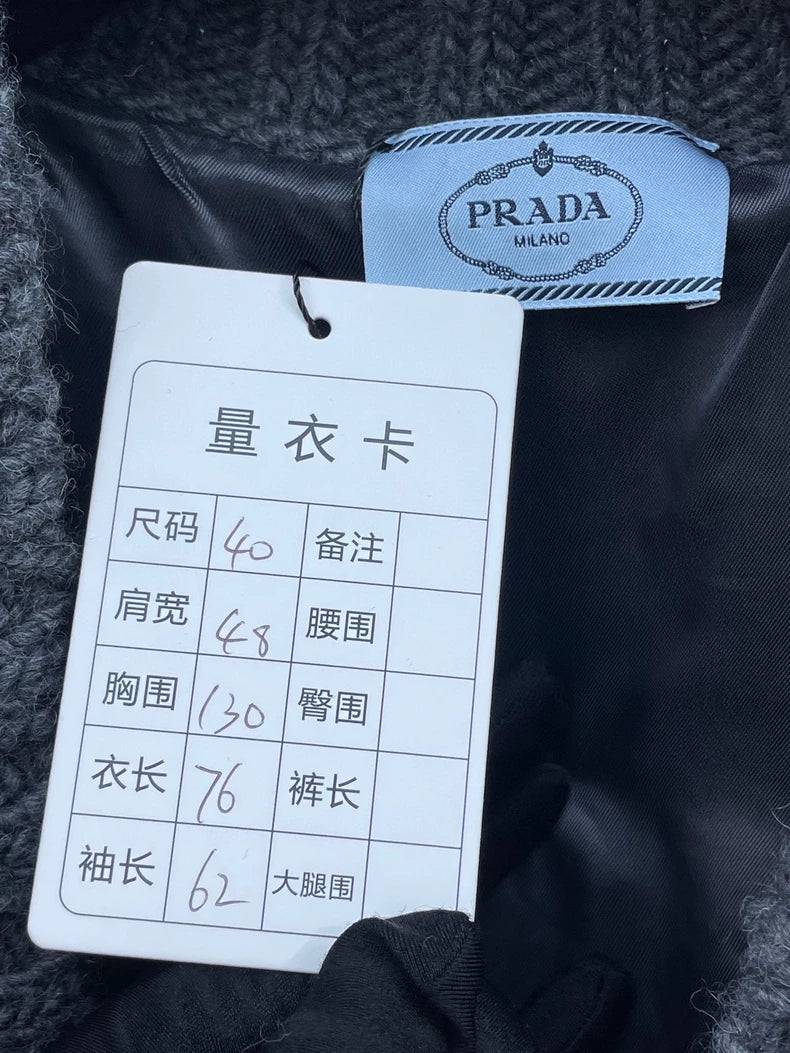 PRADA
MILANO
量衣卡
尺码 40 备注
肩宽 48 腰围
胸围 130 臀围
衣长 76 裤长
袖长 62 大腿围